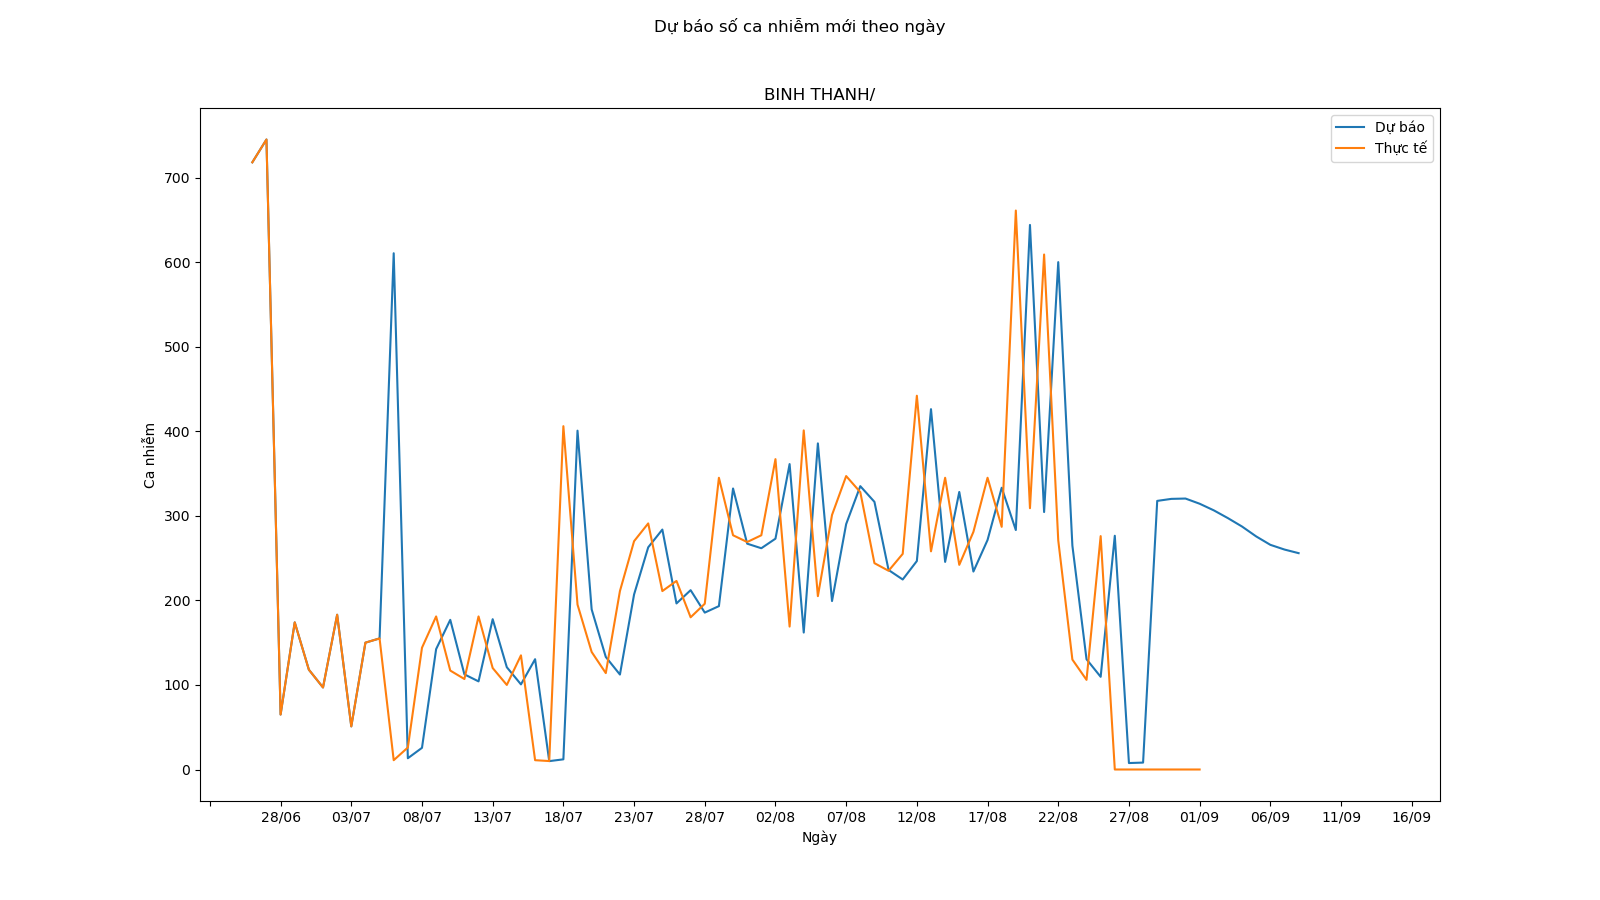 Dự báo số ca nhiễm mới theo ngày
BINH THANH/
Dự báo
Thực tế
700
600
500
400
300
200
100
0
Ca nhiễm
28/06 03/07 08/07 13/07 18/07 23/07 28/07 02/08 07/08 12/08 17/08 22/08 27/08 01/09 06/09 11/09 16/09
Ngày